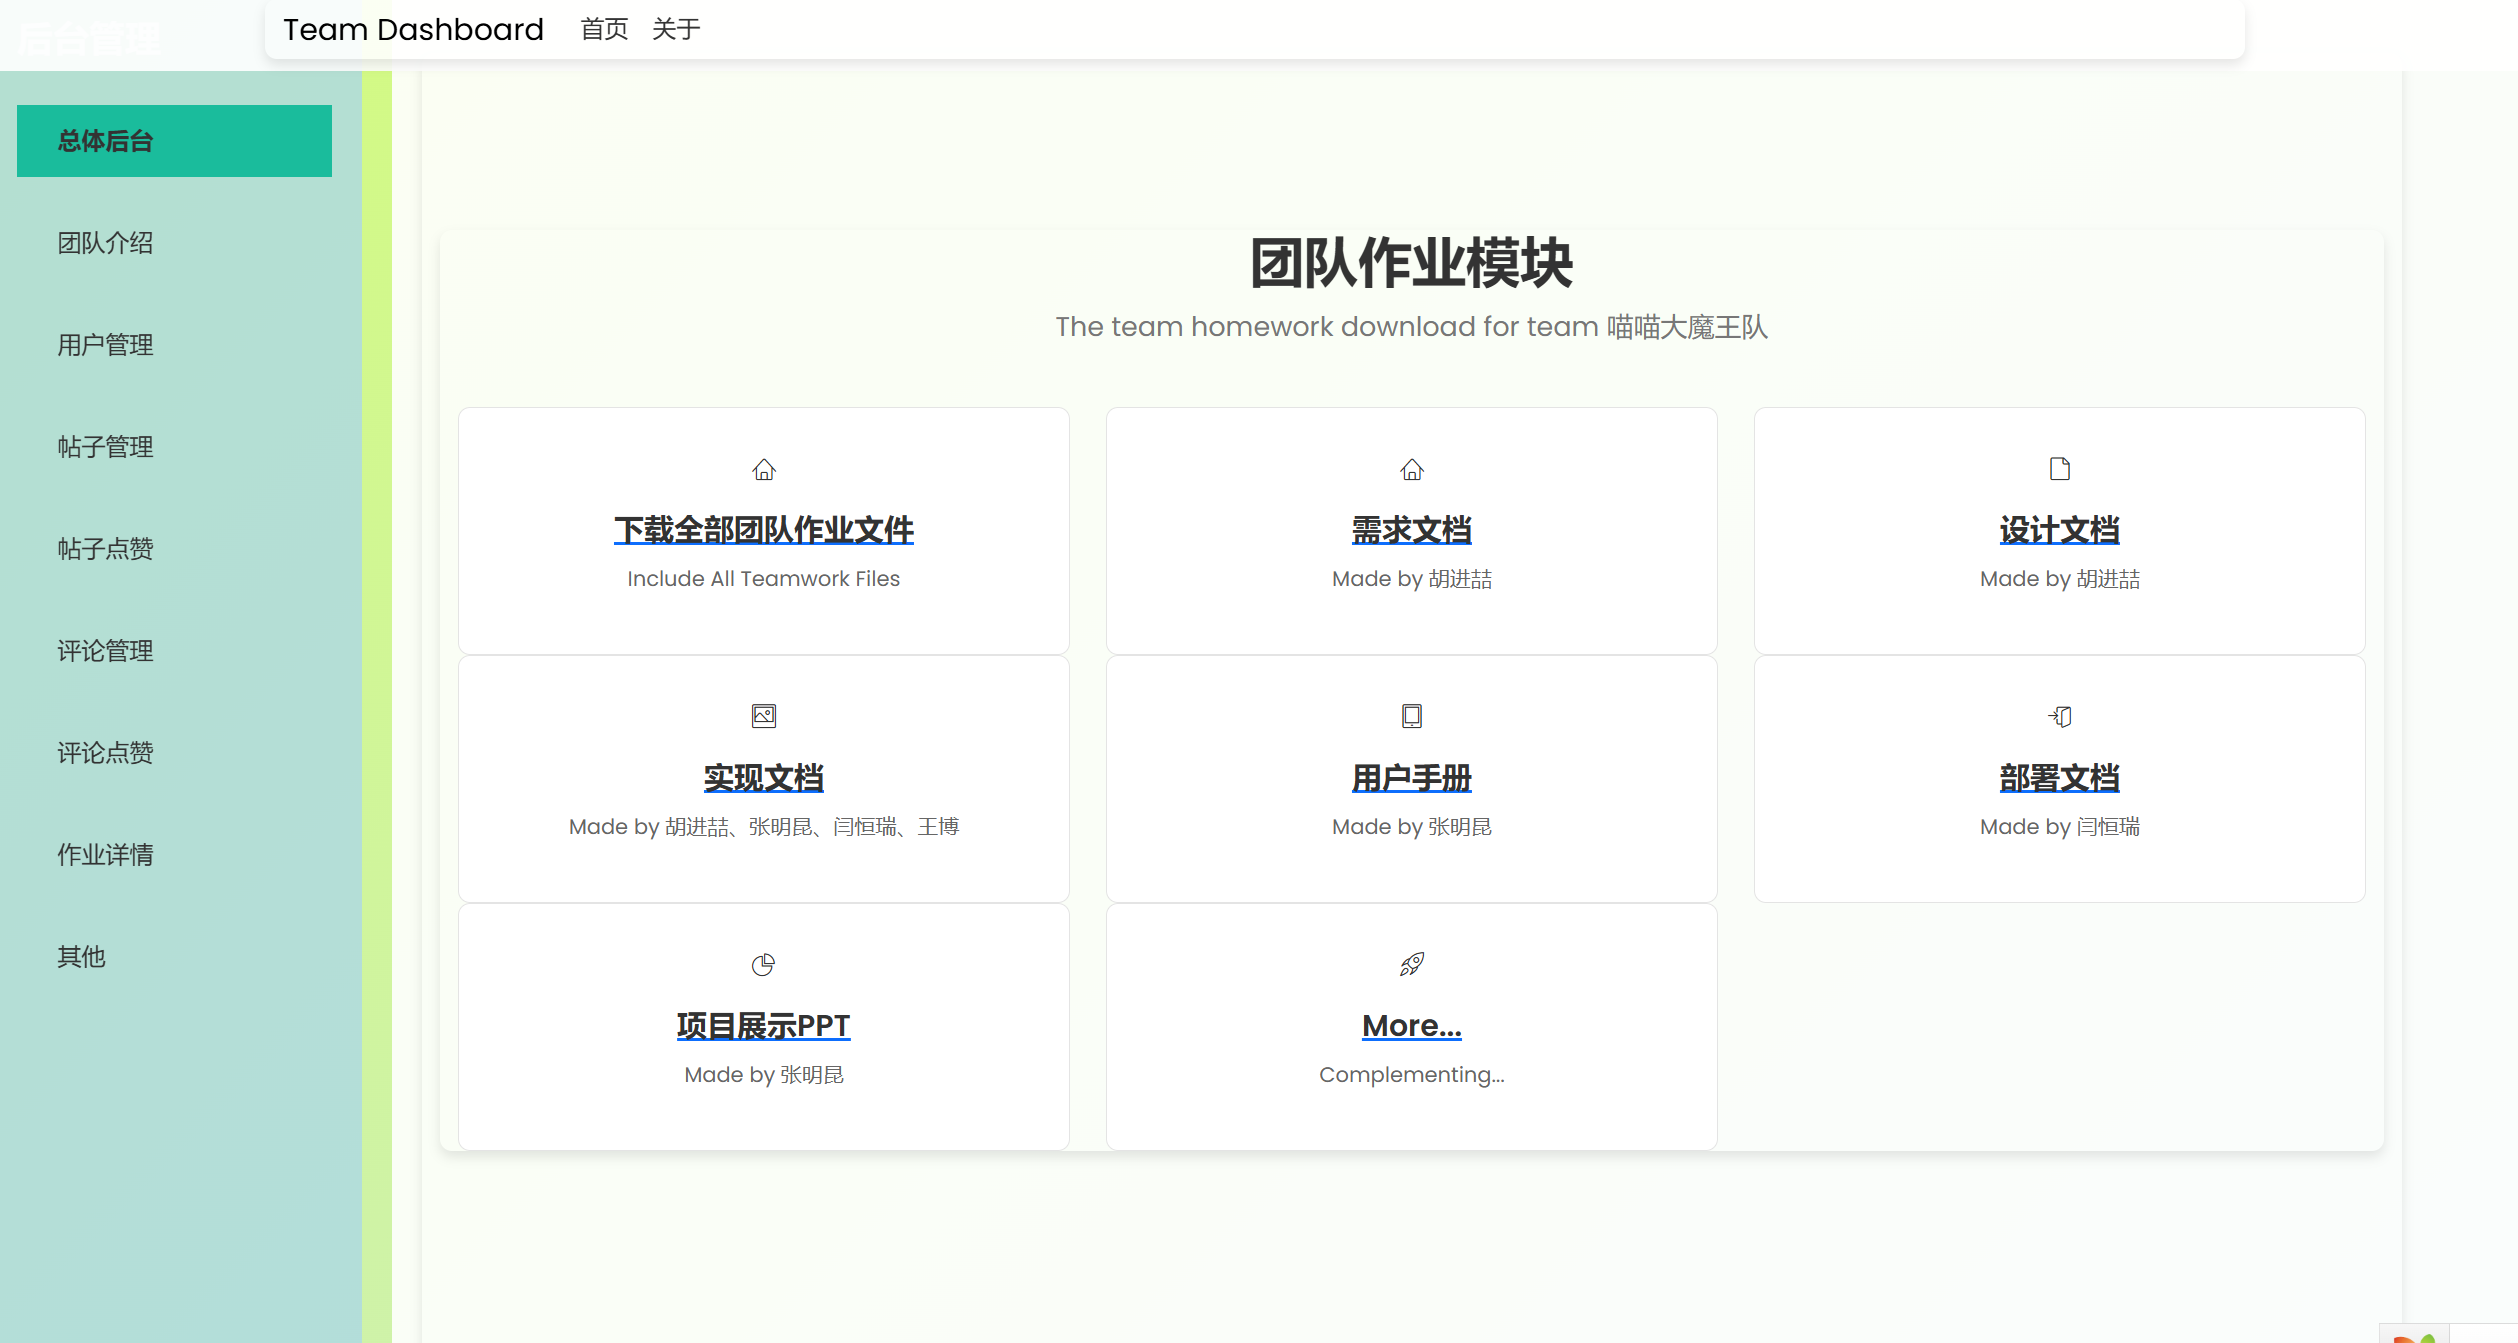 后台管理
Team Dashboard 首页 关于
总体后台
团队介绍
用户管理
帖子管理
帖子点赞
评论管理
评论点赞
作业详情
其他
团队作业模块
The team homework download for team 喵喵大魔王队
下载全部团队作业文件
Include All Teamwork Files
需求文档
Made by 胡进喆
设计文档
Made by 胡进喆
实现文档
Made by 胡进喆、张明昆、闫恒瑞、王博
用户手册
Made by 张明昆
部署文档
Made by 闫恒瑞
项目展示PPT
Made by 张明昆
More...
Complementing...